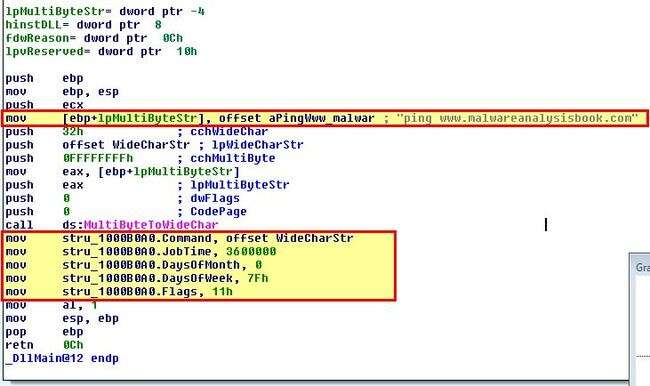 lpMultiByteStr= dword ptr -4
hinstDLL= dword ptr  8
fdwReason= dword ptr  0Ch
lpvReserved= dword ptr  10h
push    ebp
mov     ebp, esp
push    ecx
mov     [ebp+lpMultiByteStr], offset aPingWww_malwar ; "ping www.malwareanalysisbook.com"
push    32h             ; cchWideChar
push    offset WideCharStr ; lpWideCharStr
push    0FFFFFFFFh      ; cchMultiByte
mov     eax, [ebp+lpMultiByteStr]
push    eax             ; lpMultiByteStr
push    0               ; dwFlags
push    0               ; CodePage
call    ds:MultiByteToWideChar
mov     stru_1000B0A0.Command, offset WideCharStr
mov     stru_1000B0A0.JobTime, 3600000
mov     stru_1000B0A0.DaysOfMonth, 0
mov     stru_1000B0A0.DaysOfWeek, 7Fh
mov     stru_1000B0A0.Flags, 11h
mov     al, 1
mov     esp, ebp
pop     ebp
retn    0Ch
_DllMain@12 endp
Gra